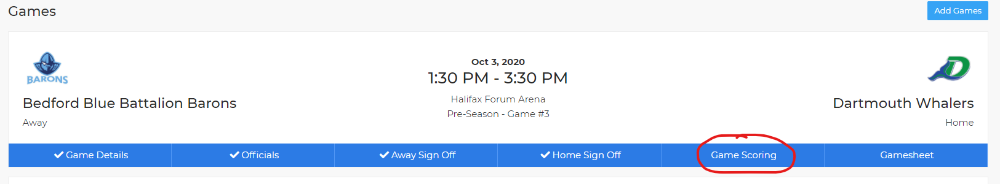 Games
Add Games
BARONS
Oct 3, 2020
1:30 PM - 3:30 PM
Bedford Blue Battalion Barons
Halifax Forum Arena
Dartmouth Whalers
Away
Pre-Season - Game #3
Home
Game Details
Officials
Away Sign Off
Home Sign Off
Game Scoring
Gamesheet